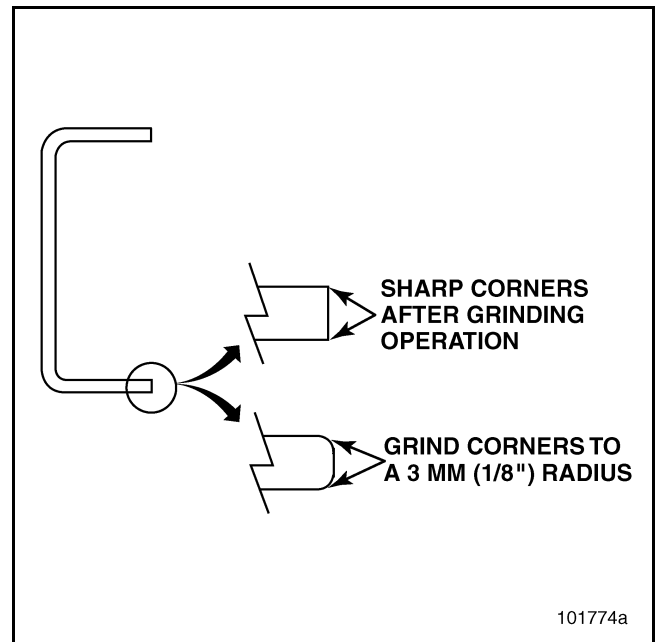 SHARP CORNERS
AFTER GRINDING
OPERATION
GRIND CORNERS TO
A 3 MM (1/8") RADIUS
101774a